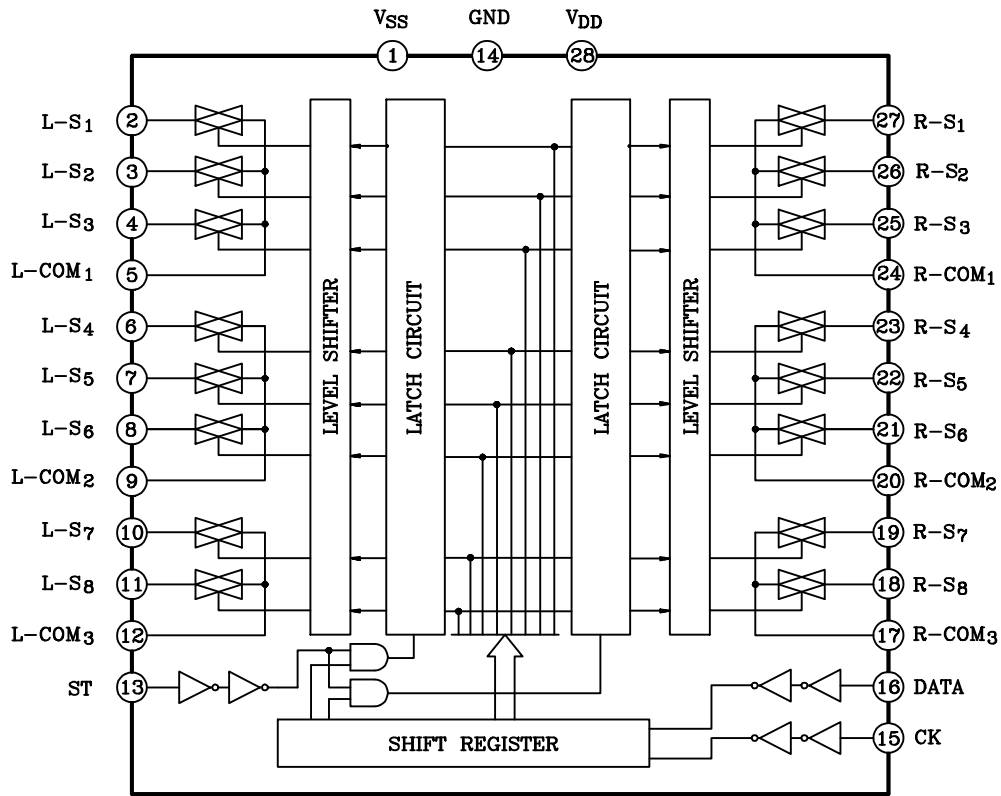 VSS GND VDD
1 14 28
L-S1 2 27 R-S1
L-S2 3 26 R-S2
L-S3 4 25 R-S3
L-COM1 5 24 R-COM1
L-S4 6 23 R-S4
L-S5 7 22 R-S5
L-S6 8 21 R-S6
L-COM2 9 20 R-COM2
L-S7 10 19 R-S7
L-S8 11 18 R-S8
L-COM3 12 17 R-COM3
ST 13 16 DATA
15 CK
LEVEL SHIFTER
LATCH CIRCUIT
LATCH CIRCUIT
LEVEL SHIFTER
SHIFT REGISTER